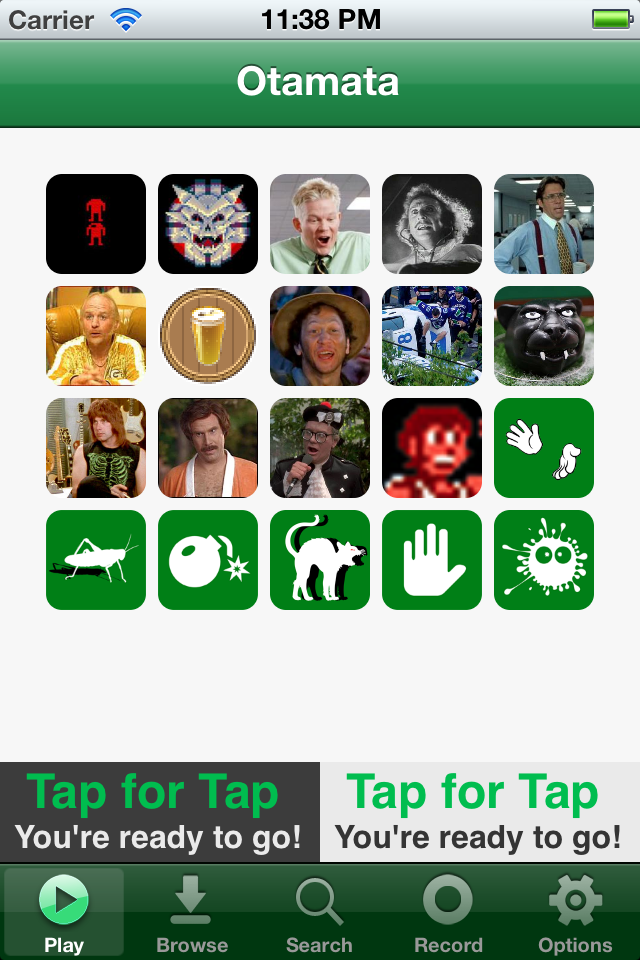 Carrier 11:38 PM
Otamata
Tap for Tap
You're ready to go!
Tap for Tap
You're ready to go!
Play Browse Search Record Options